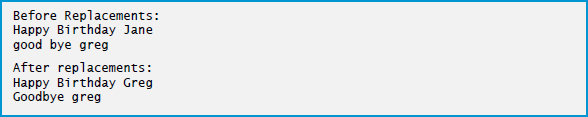 Before Replacements:
Happy Birthday Jane
good bye greg
After replacements:
Happy Birthday Greg
Goodbye greg